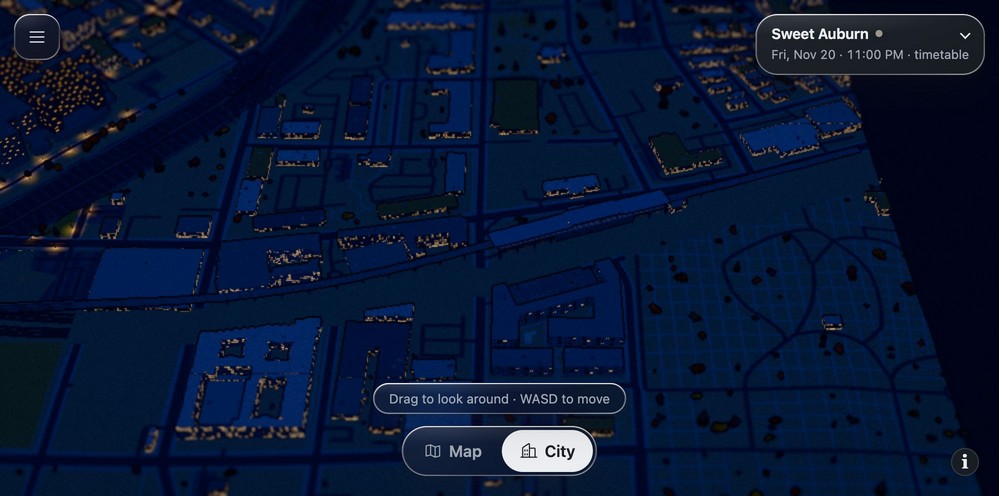 Sweet Auburn
Fri, Nov 20 · 11:00 PM · timetable
Drag to look around · WASD to move
Map
City
i